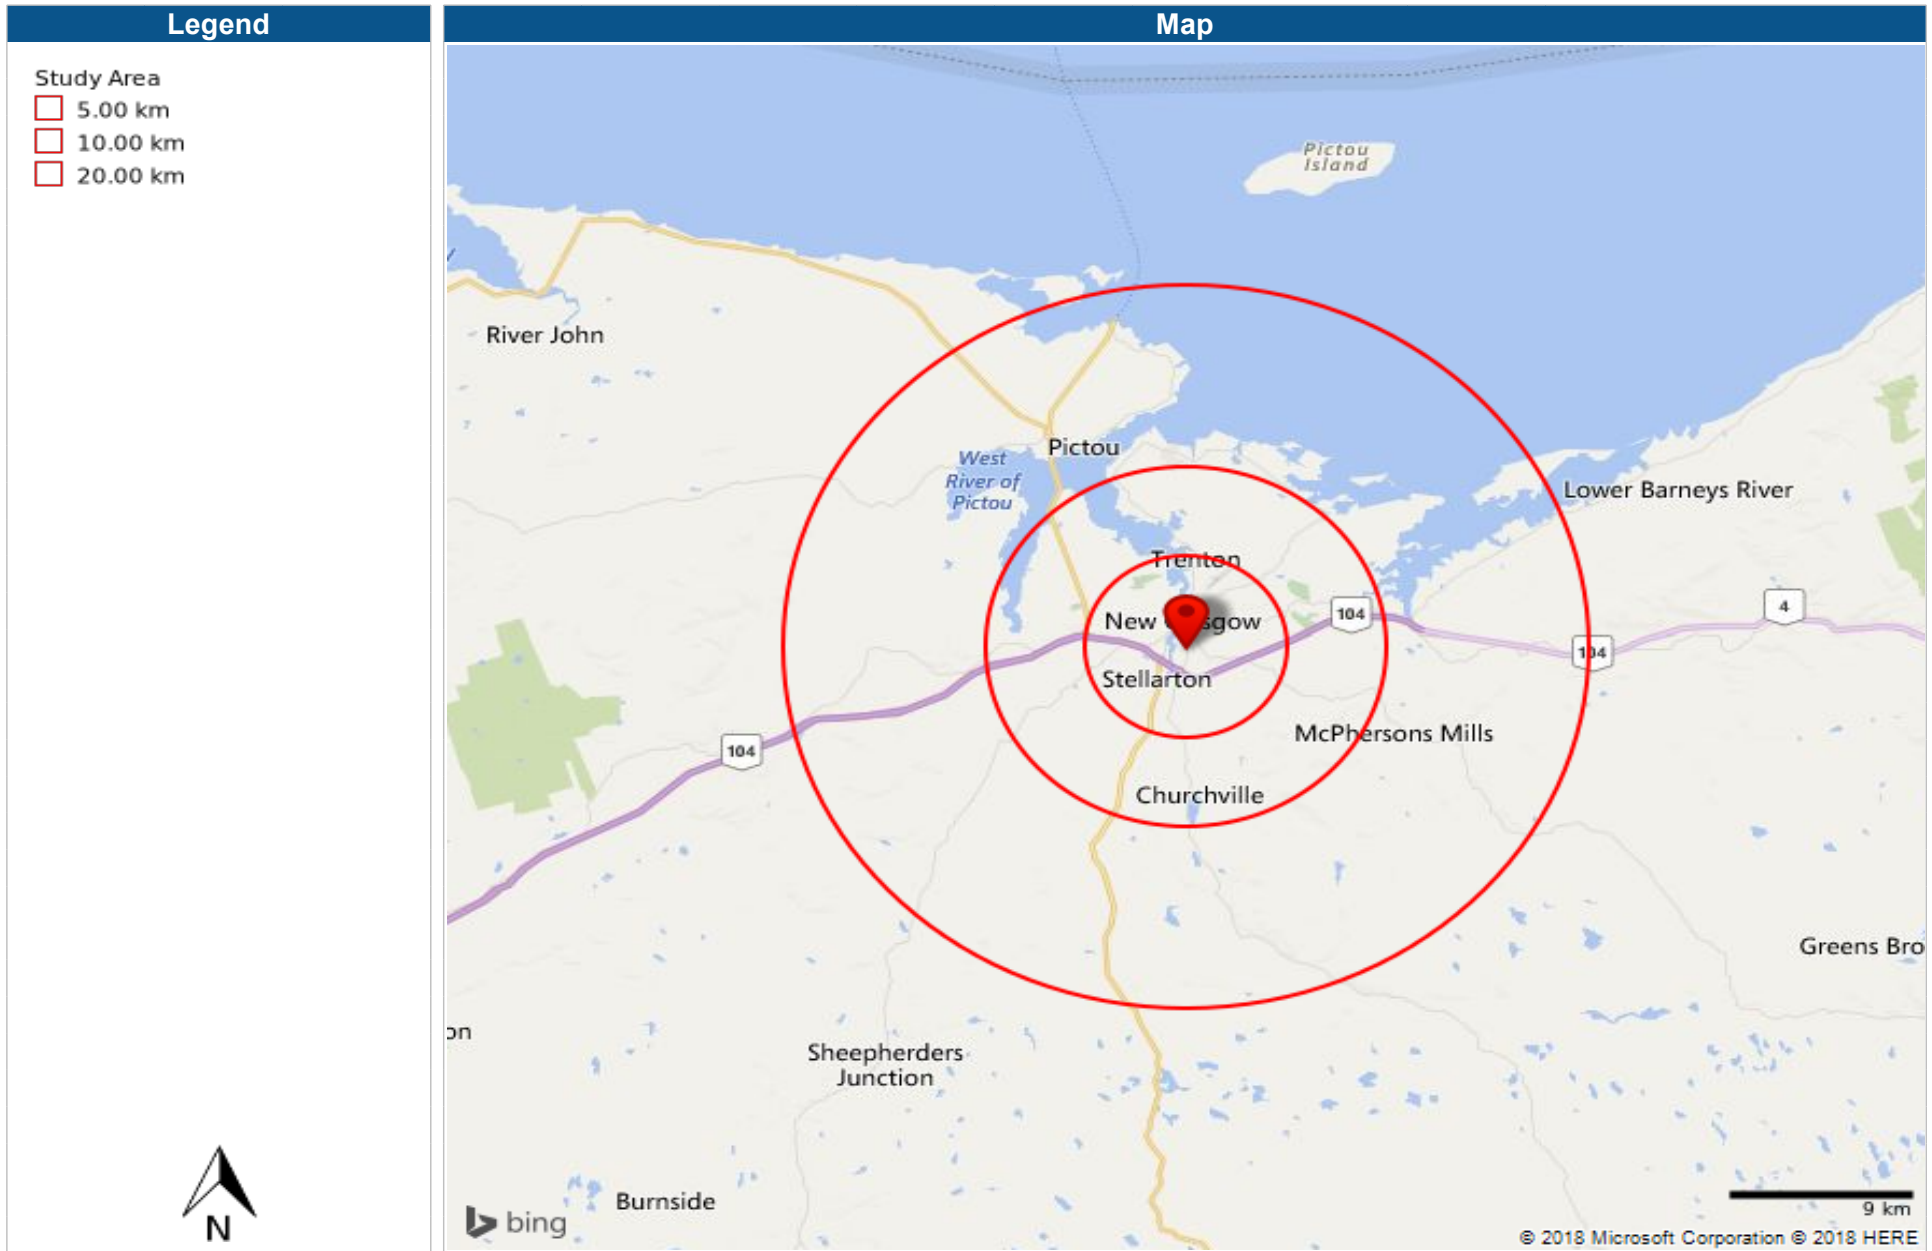 Legend
Map
Study Area
5.00 km
10.00 km
20.00 km
N
Pictou
Island
River John
Pictou
West
River of
Pictou
Lower Barneys River
Trenton
104
4
New
sgow
104
Stellarton
McPhersons Mills
104
Churchville
Greens Bro
on
Sheepherders
Junction
Burnside
9 km
bing
© 2018 Microsoft Corporation © 2018 HERE